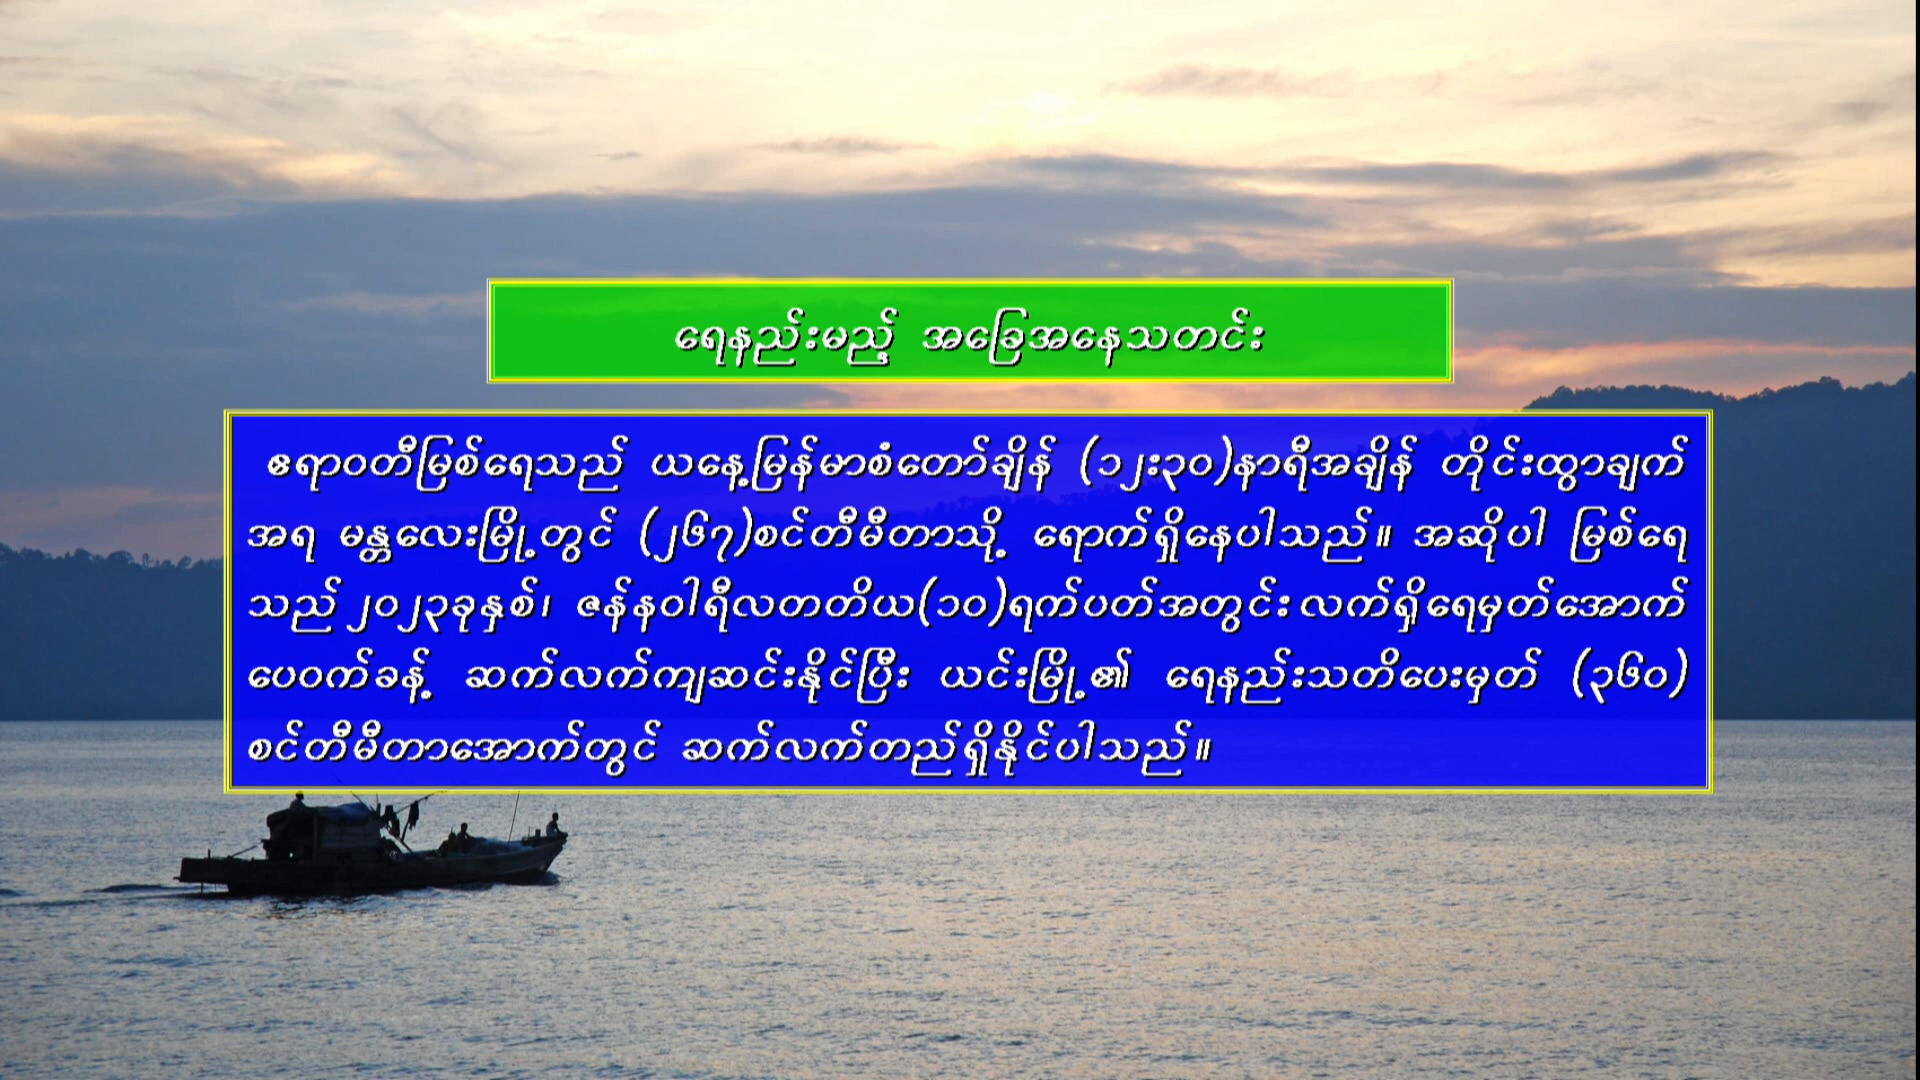 ရေနည်းမည့် အခြေအနေသတင်း
ဧရာဝတီမြစ်ရေသည် ယနေ့မြန်မာစံတော်ချိန် (၁၂း၃၀)နာရီအချိန် တိုင်းထွာချက်
အရ မန္တလေးမြို့တွင် (၂၆၇)စင်တီမီတာသို့ ရောက်ရှိနေပါသည်။ အဆိုပါ မြစ်ရေ
သည် ၂၀၂၃ခုနှစ်၊ ဇန်နဝါရီလတတိယ(၁၀)ရက်ပတ်အတွင်း လက်ရှိရေမှတ်အောက်
ပေဝက်ခန့် ဆက်လက်ကျဆင်းနိုင်ပြီး ယင်းမြို့၏ ရေနည်းသတိပေးမှတ် (၃၆၀)
စင်တီမီတာအောက်တွင် ဆက်လက်တည်ရှိနိုင်ပါသည်။